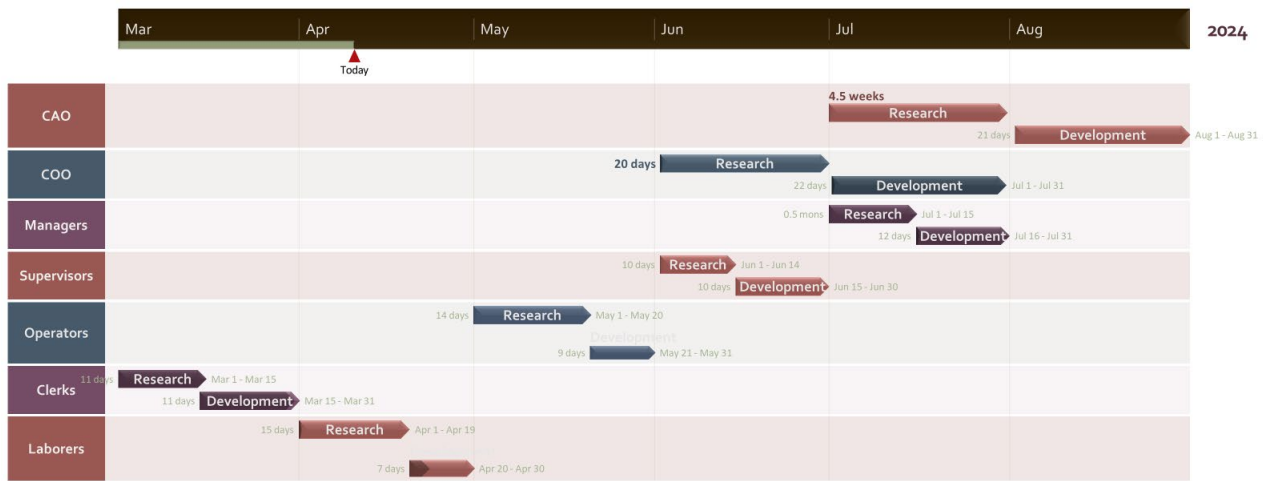 Mar Apr May Jun Jul Aug 2024
Today
4.5 weeks
CAO
Research
21 days Development Aug 1 - Aug 31
20 days Research
COO
22 days Development Jul 1 - Jul 31
0.5 mons Research Jul 1 - Jul 15
Managers
12 days Development Jul 16 - Jul 31
10 days Research Jun 1 - Jun 14
Supervisors
10 days Development Jun 15 - Jun 30
14 days Research May 1 - May 20
Operators
Development
9 days May 21 - May 31
11 days Research Mar 1 - Mar 15
Clerks
11 days Development Mar 15 - Mar 31
15 days Research Apr 1 - Apr 19
Laborers
7 days Apr 20 - Apr 30